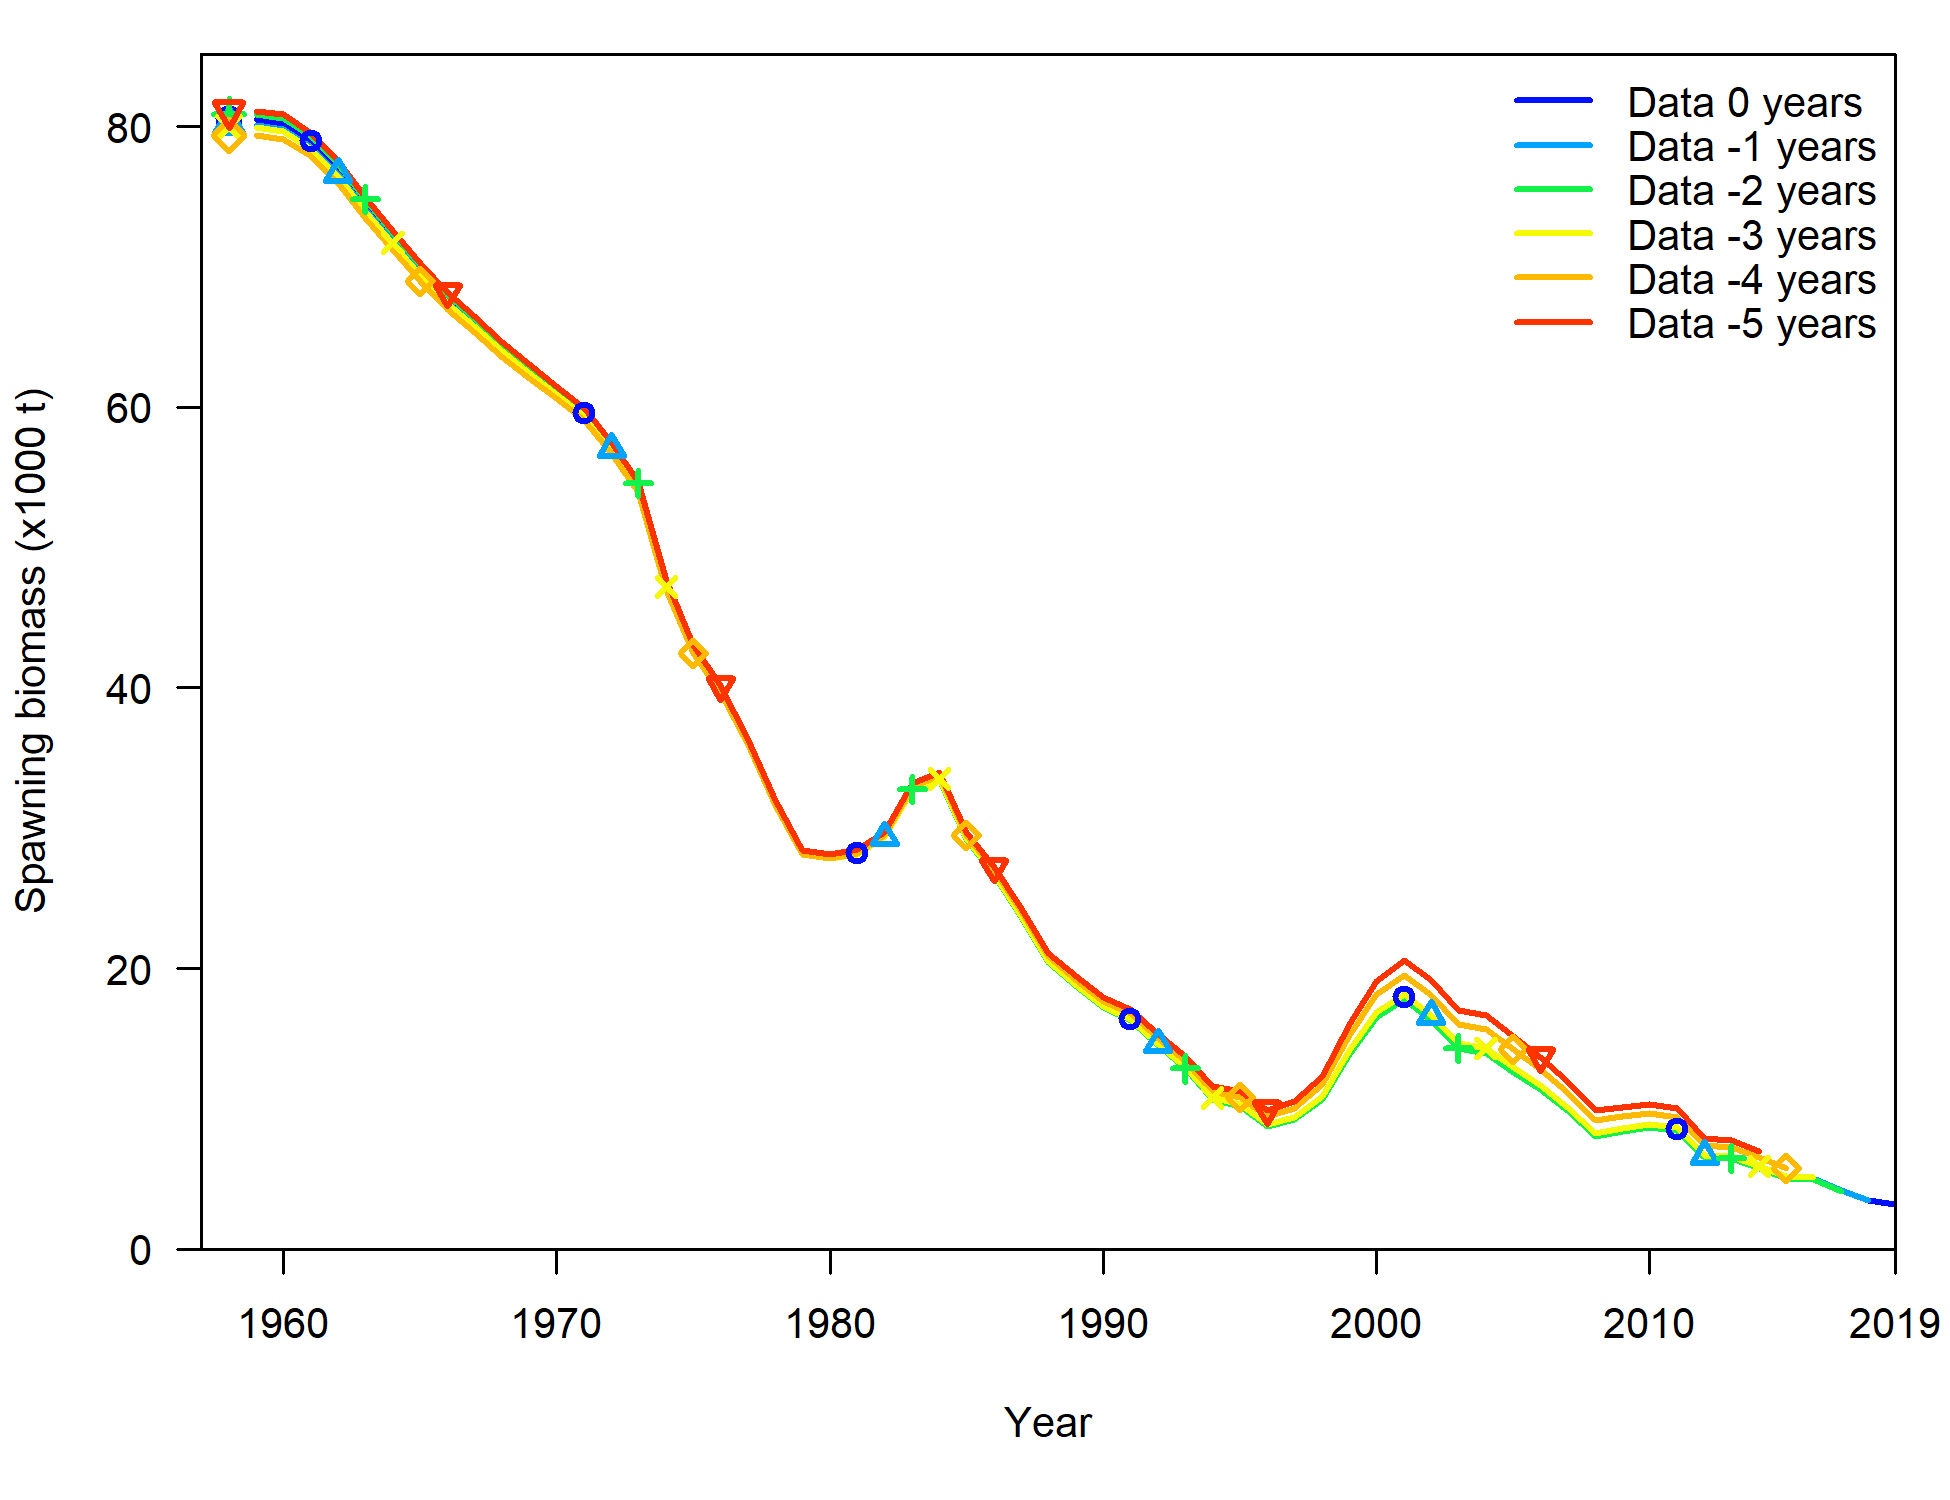 Data 0 years
Data -1 years
Data -2 years
Data -3 years
Data -4 years
Data -5 years
Spawning biomass (x1000 t)
80
60
40
20
0
1960 1970 1980 1990 2000 2010 2019
Year